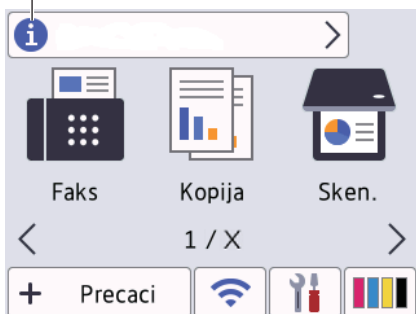 i
Faks Kopija Sken.
1 / X
+ Precaci